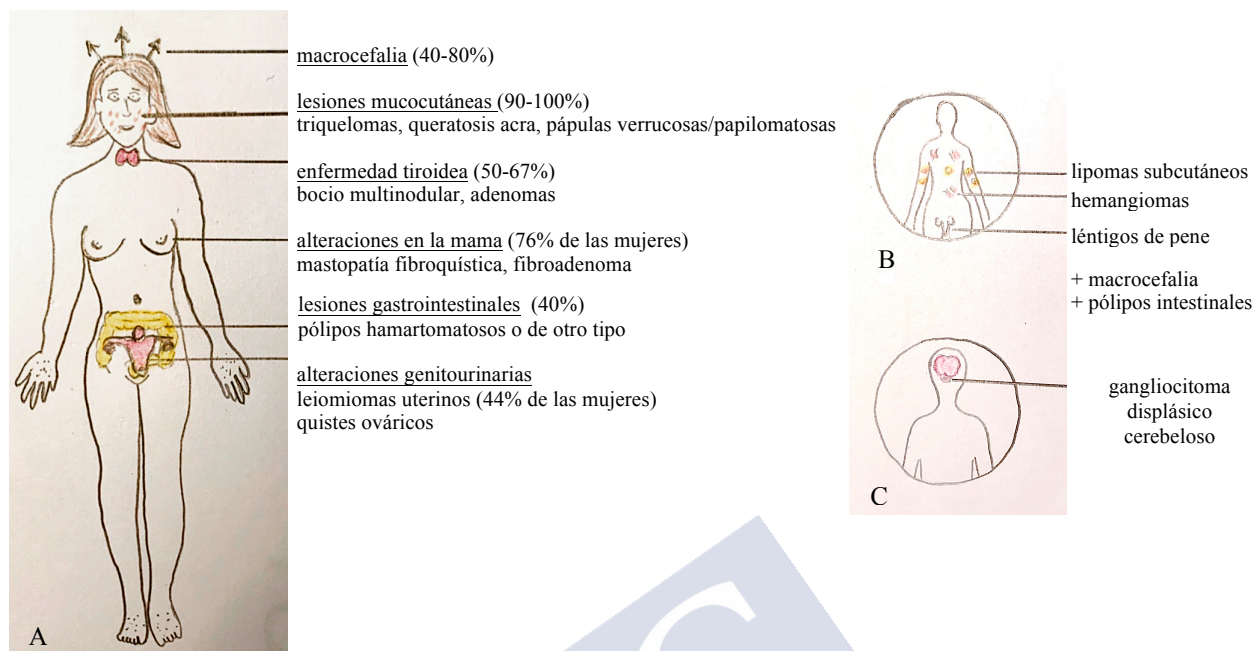 macrocefalia (40-80%)
lesiones mucocutáneas (90-100%)
triquelomas, queratosis acra, pápulas verrucosas/papilomatosas
enfermedad tiroidea (50-67%)
bocio multinodular, adenomas
alteraciones en la mama (76% de las mujeres)
mastopatía fibroquística, fibroadenoma
lesiones gastrointestinales (40%)
pólipos hamartomatosos o de otro tipo
alteraciones genitourinarias
leiomiomas uterinos (44% de las mujeres)
quistes ováricos
A
lipomas subcutáneos
hemangiomas
léntigos de pene
B
+ macrocefalia
+ pólipos intestinales
gangliocitoma
displásico
cerebeloso
C